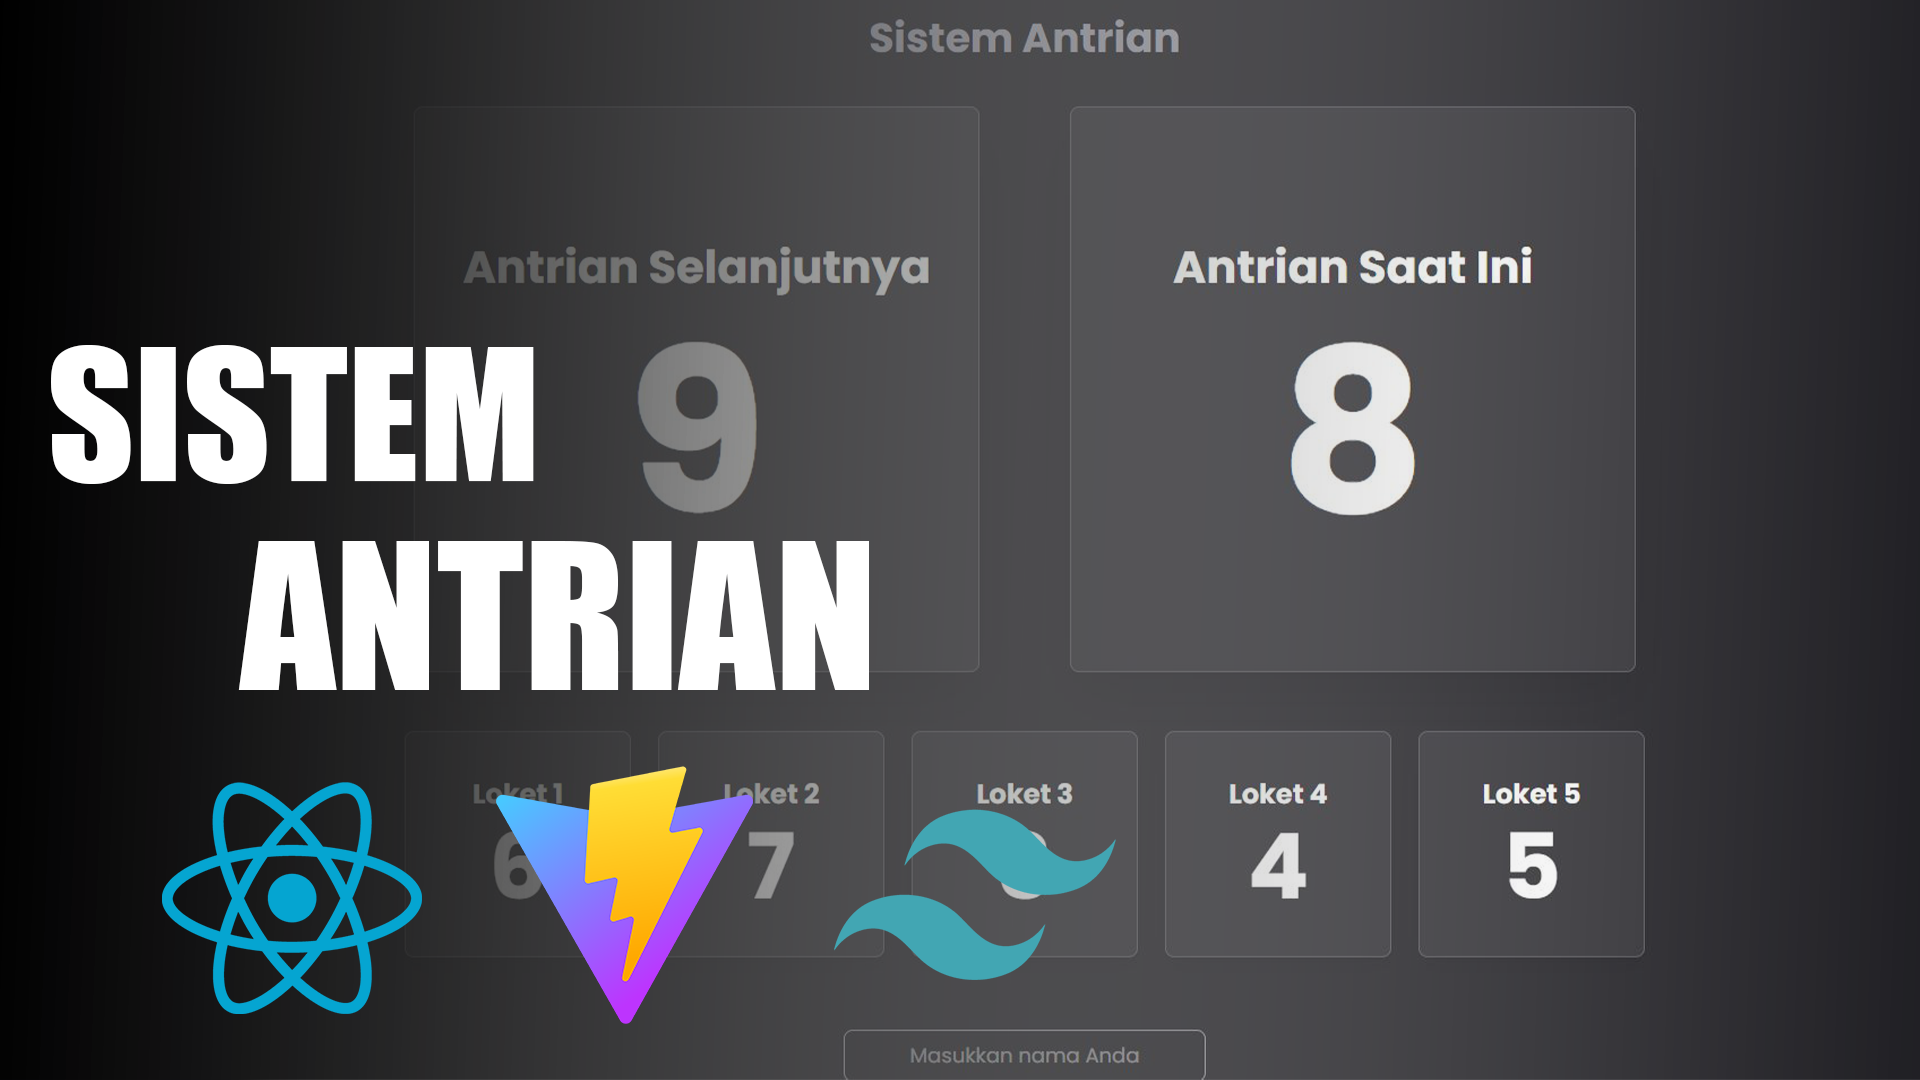 Sistem Antrian
Antrian Selanjutnya
9
Antrian Saat Ini
8
SISTEM
ANTRIAN
Loket 1
6
Loket 2
7
Loket 3
8
Loket 4
4
Loket 5
5
Masukkan nama Anda